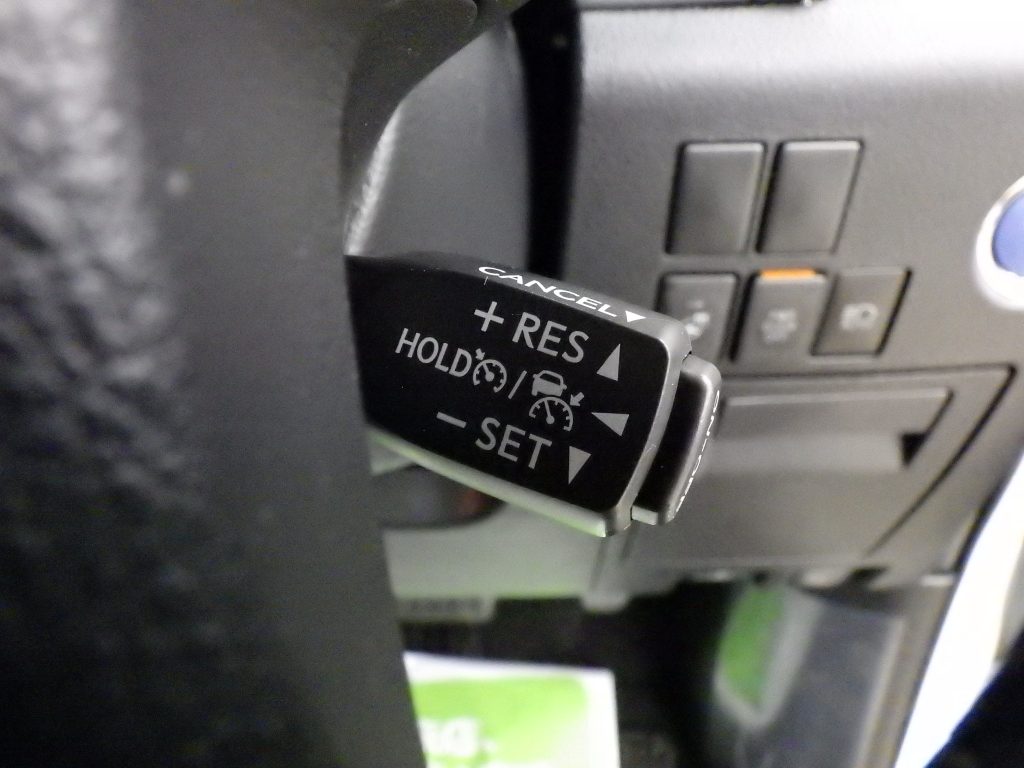 CANCEL
+ RES
HOLD /
− SET